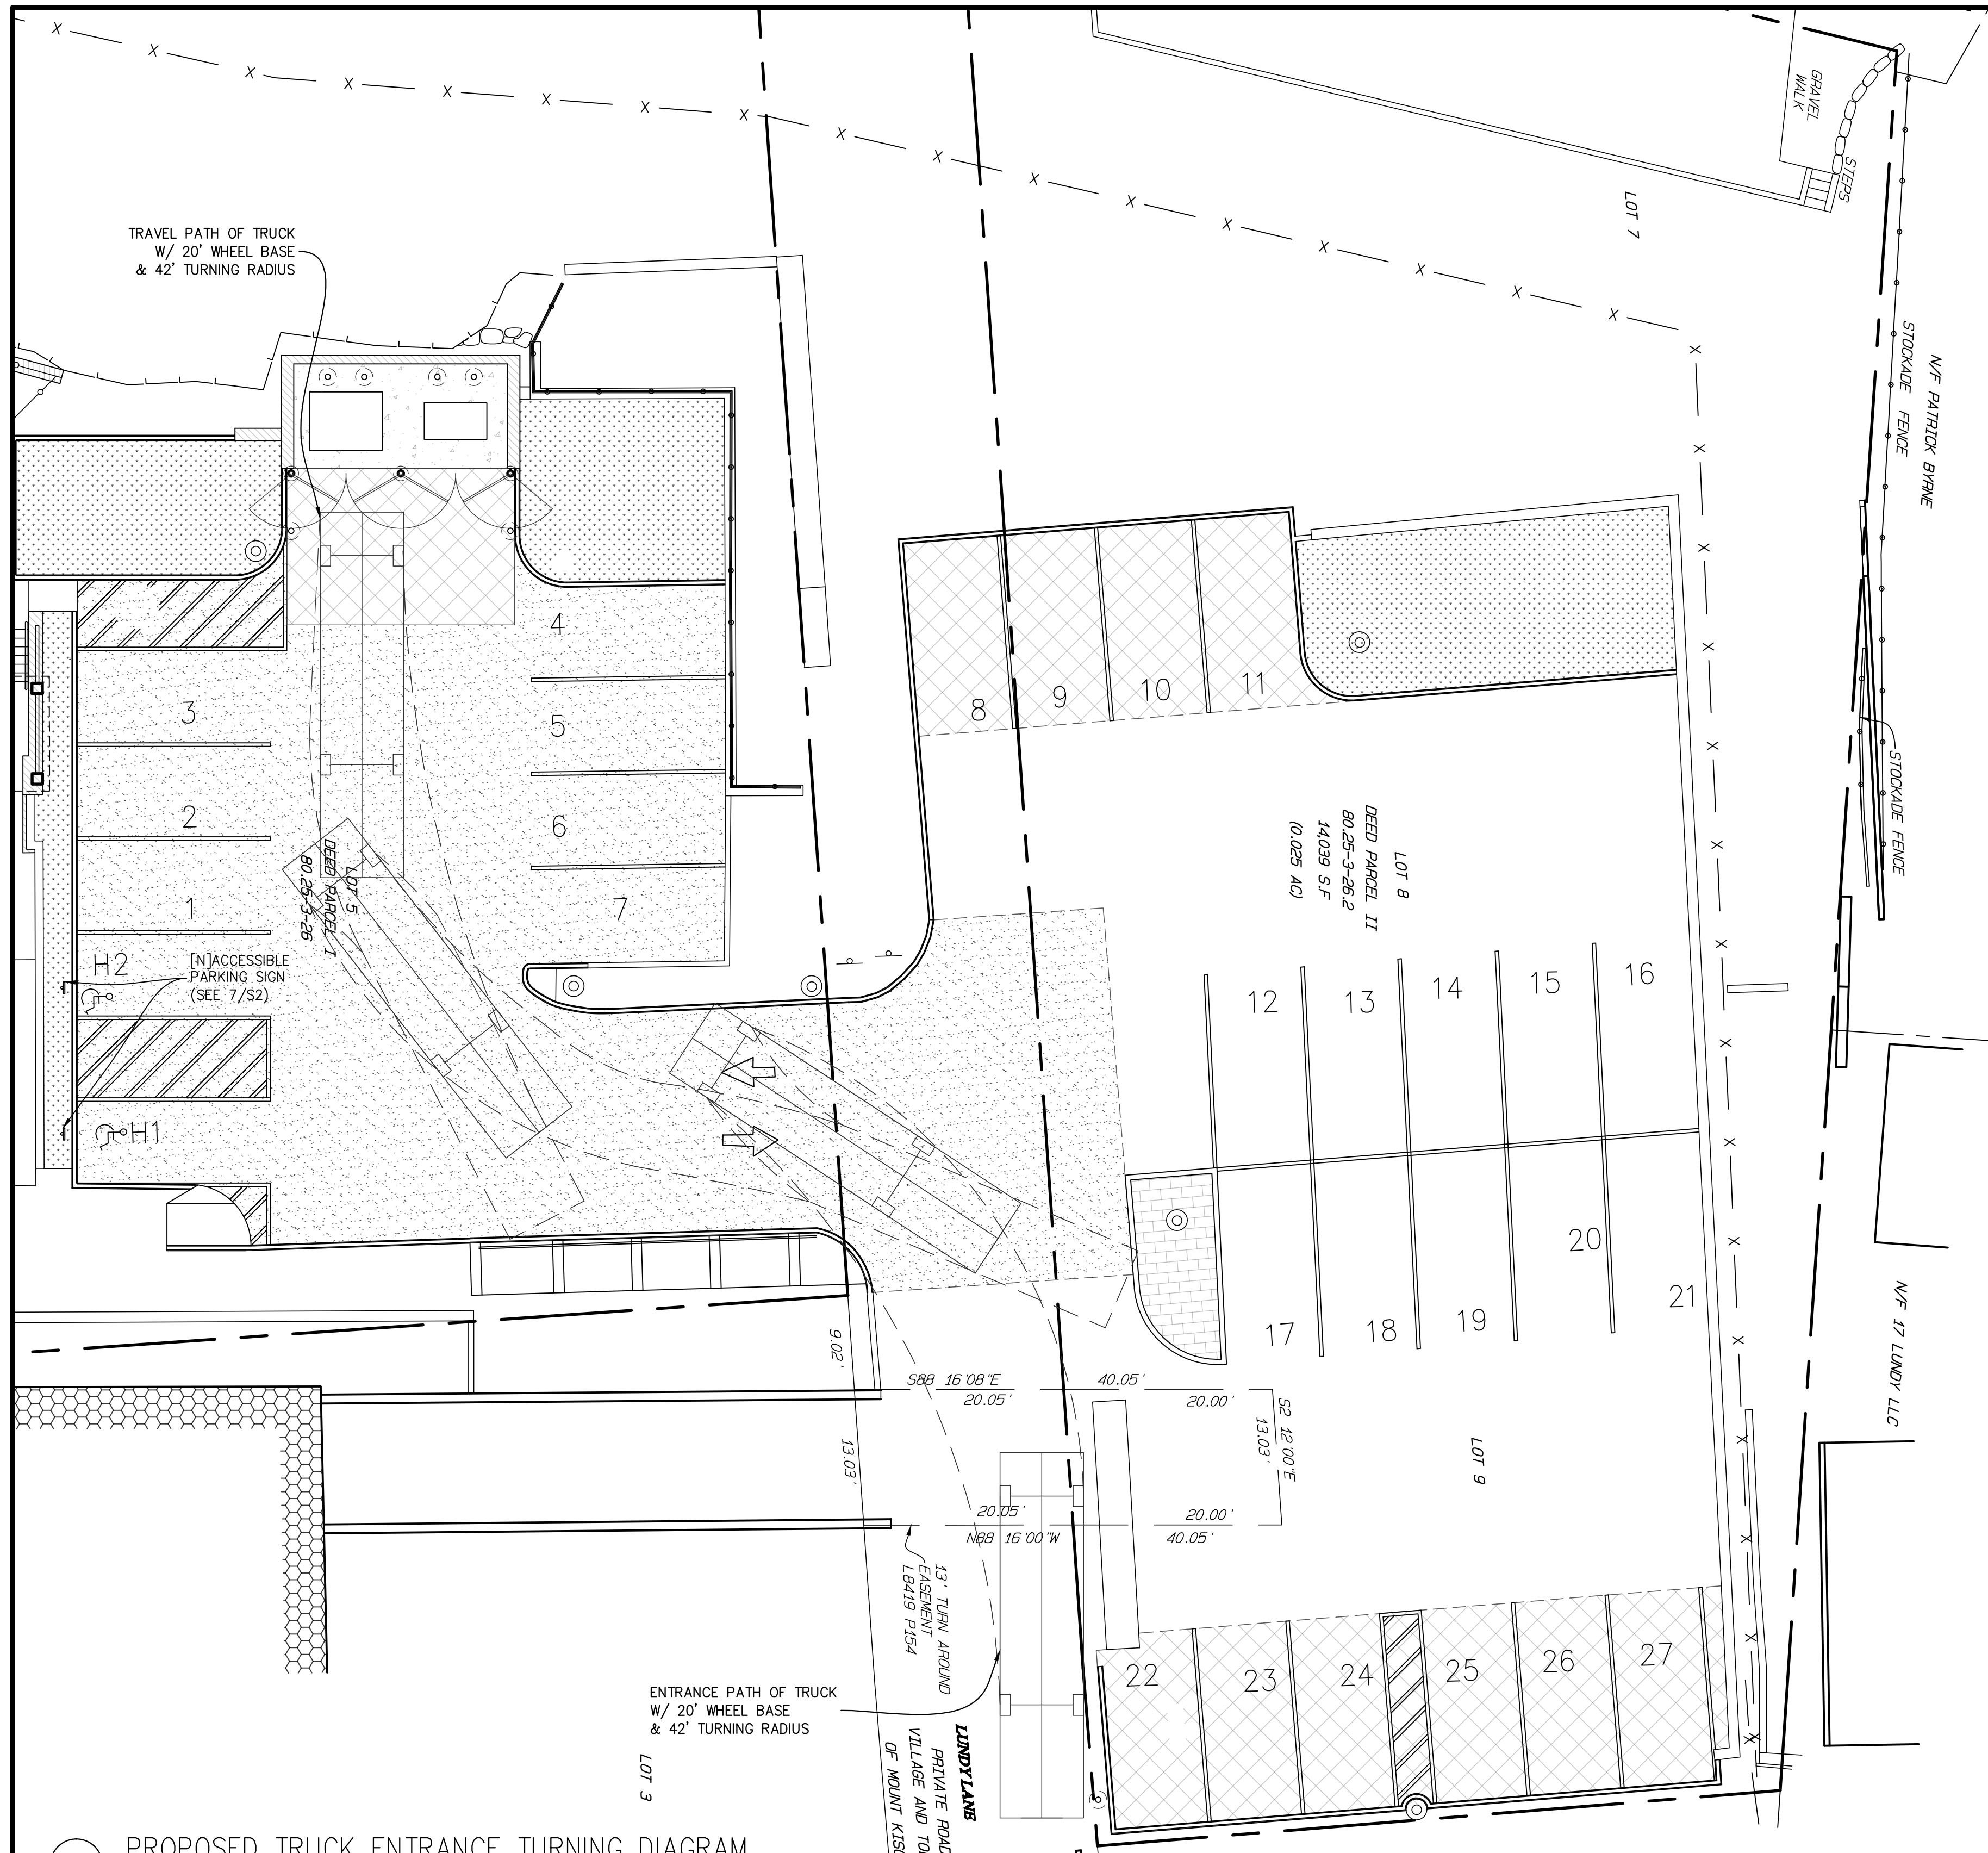 GRAVEL
WALK
STEPS
LOT 7
TRAVEL PATH OF TRUCK
W/ 20' WHEEL BASE
& 42' TURNING RADIUS
STOCKADE FENCE
N/F PATRICK BYRNE
4
3
5
2
6
1
7
8
9
10
11
STOCKADE FENCE
LOT 8
DEED PARCEL II
80.25-3-26.2
14,039 S.F
(0.025 AC)
LOT 5
DEED PARCEL I
80.25-3-26
H2
[N]ACCESSIBLE
PARKING SIGN
(SEE 7/S2)
H1
12
13
14
15
16
17
18
19
20
21
N/F 17 LUNDY LLC
9.02'
S88 16'08"E
40.05'
20.05'
20.00'
S2 12'00"E
13.03'
13.03'
LOT 9
20.05'
20.00'
N88 16'00"W
40.05'
13' TURN AROUND
EASEMENT
L8419 P154
22
23
24
25
26
27
ENTRANCE PATH OF TRUCK
W/ 20' WHEEL BASE
& 42' TURNING RADIUS
LUNDY LANE
PRIVATE ROAD
VILLAGE AND
OF MOUNT
LOT 3
PROPOSED TRUCK ENTRANCE TURNING DIAGRAM